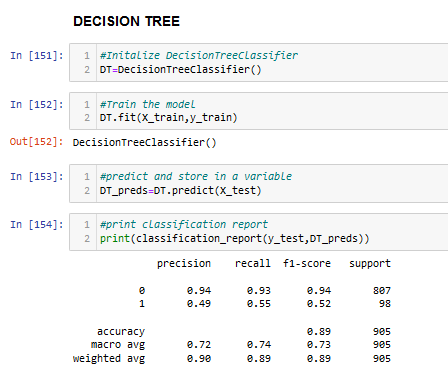 DECISION TREE
In [151]:
1 #Initalize DecisionTreeClassifier
2 DT=DecisionTreeClassifier()
In [152]:
1 #Train the model
2 DT.fit(X_train,y_train)
Out[152]: DecisionTreeClassifier()
In [153]:
1 #predict and store in a variable
2 DT_preds=DT.predict(X_test)
In [154]:
1 #print classification report
2 print(classification_report(y_test,DT_preds))
precision recall f1-score support
0 0.94 0.93 0.94 807
1 0.49 0.55 0.52 98
accuracy 0.89 905
macro avg 0.72 0.74 0.73 905
weighted avg 0.90 0.89 0.89 905